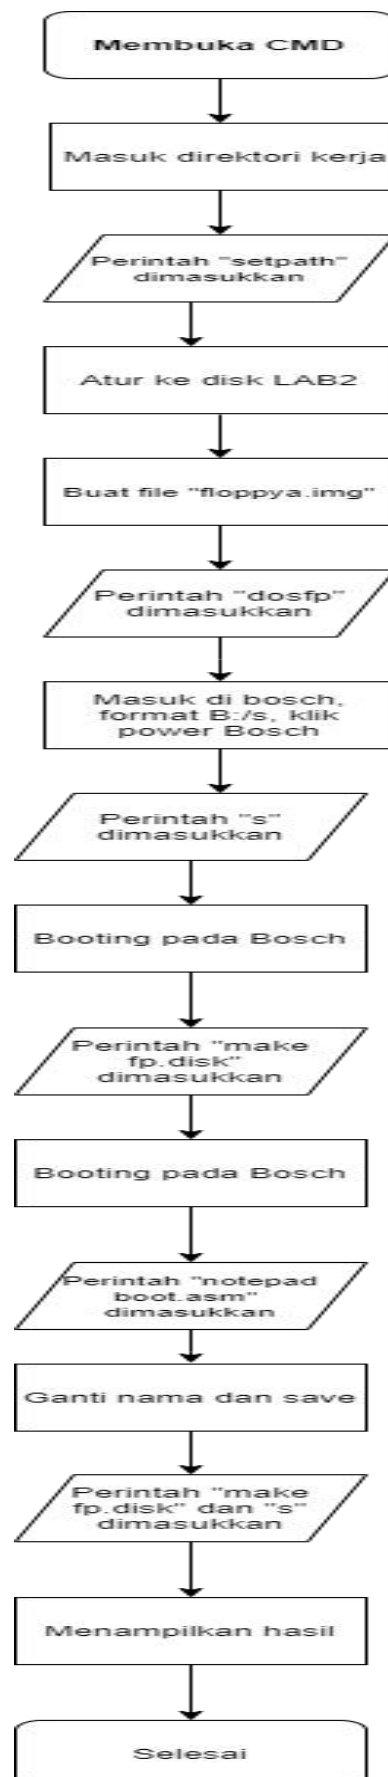 Membuka CMD
Masuk direktori kerja
Perintah "setpath"
dimasukkan
Atur ke disk LAB2
Buat file "floppya.img"
Perintah "dosfp"
dimasukkan
Masuk di bosch,
format B:/s, klik
power Bosch
Perintah "s"
dimasukkan
Booting pada Bosch
Perintah "make
fp.disk"
dimasukkan
Booting pada Bosch
Perintah "notepad
boot.asm"
dimasukkan
Ganti nama dan save
Perintah "make
fp.disk" dan "s"
dimasukkan
Menampilkan hasil
Selesai